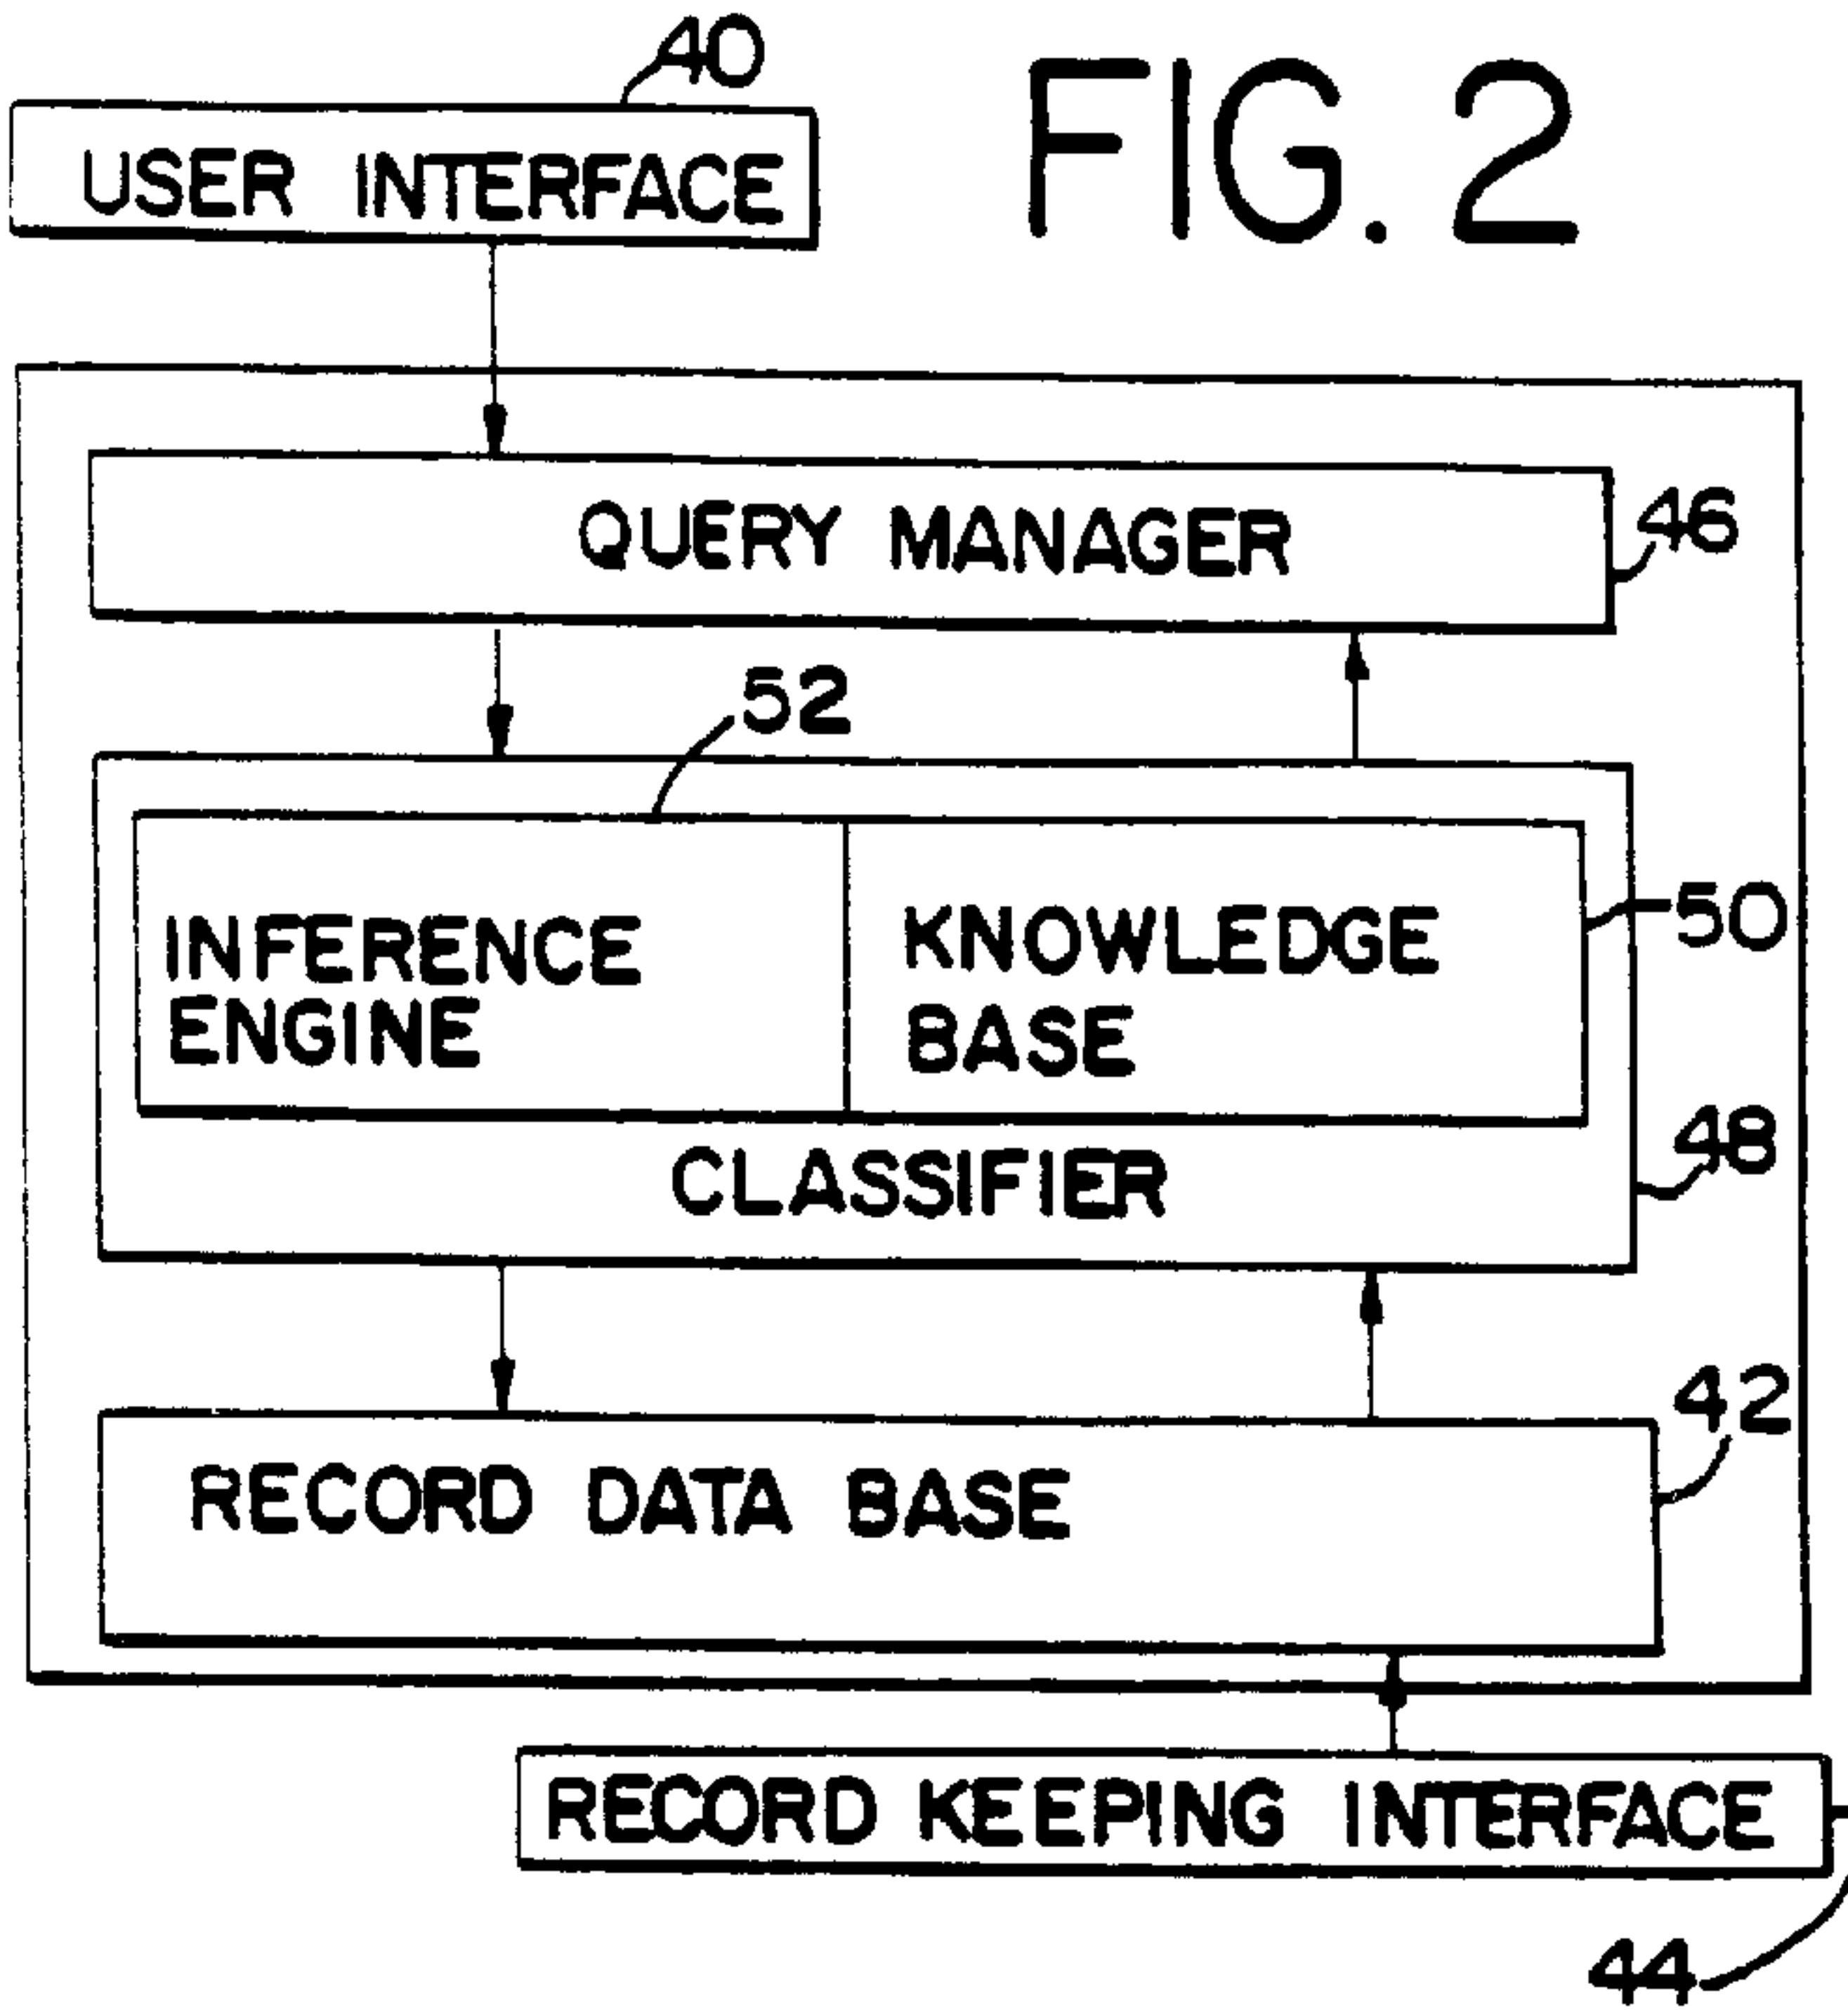 40
FIG. 2
USER INTERFACE
QUERY MANAGER
46
52
INFERENCE
ENGINE
KNOWLEDGE
BASE
50
CLASSIFIER
48
42
RECORD DATA BASE
RECORD KEEPING INTERFACE
44